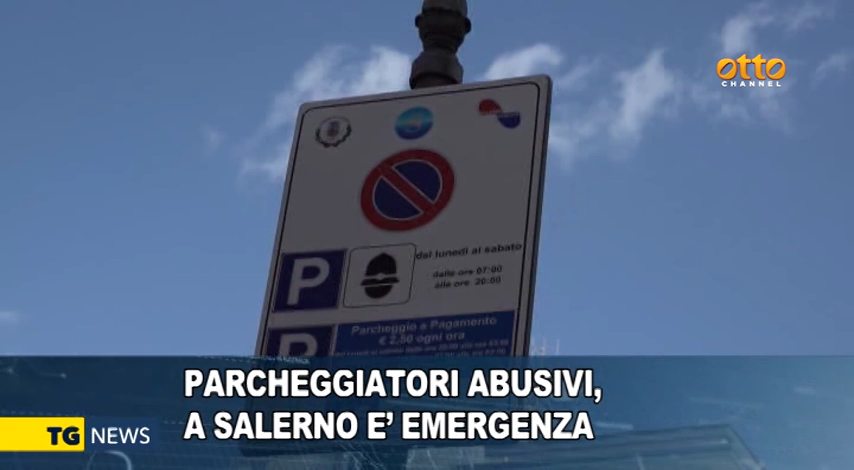 otto
CHANNEL
dal lunedì al sabato
dalle ore 07:00
alle ore 20:00
P
P
Parcheggio a Pagamento
€ 2,50 ogni ora
PARCHEGGIATORI ABUSIVI,
A SALERNO E’ EMERGENZA
TG NEWS